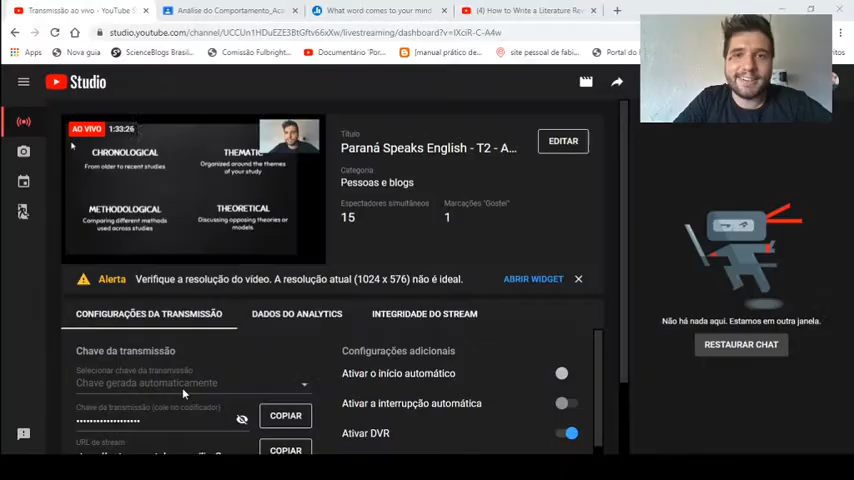 Transmissão ao vivo - YouTube S
Análise do Comportamento_Aca
What word comes to your mind
(4) How to Write a Literature Rev
studio.youtube.com/channel/UCCUn1HDuEZE3BtGftv66xXw/livestreaming/dashboard?v=IXciR-C-A4w
Apps
Nova guia
ScienceBlogs Brasil
Comissão Fulbright...
Documentário "Por...
[manual prático de...
site pessoal de fabi...
Portal do
Studio
AO VIVO 1:33:26
CHRONOLOGICAL
From older to recent studies
THEMATIC
Organized around the themes
of your study
METHODOLOGICAL
Comparing different methods
used across studies
THEORETICAL
Discussing opposing theories or
models.
Título
Paraná Speaks English - T2 - A...
EDITAR
Categoria
Pessoas e blogs
Espectadores simultâneos
15
Marcações "Gostei"
1
Alerta Verifique a resolução do vídeo. A resolução atual (1024 x 576) não é ideal.
ABRIR WIDGET
CONFIGURAÇÕES DA TRANSMISSÃO
DADOS DO ANALYTICS
INTEGRIDADE DO STREAM
Chave da transmissão
Selecionar chave da transmissão
Chave gerada automaticamente
Chave da transmissão (cole no codificador)
COPIAR
URL de stream
COPIAR
Configurações adicionais
Ativar o início automático
Ativar a interrupção automática
Ativar DVR
Não há nada aqui. Estamos em outra janela.
RESTAURAR CHAT